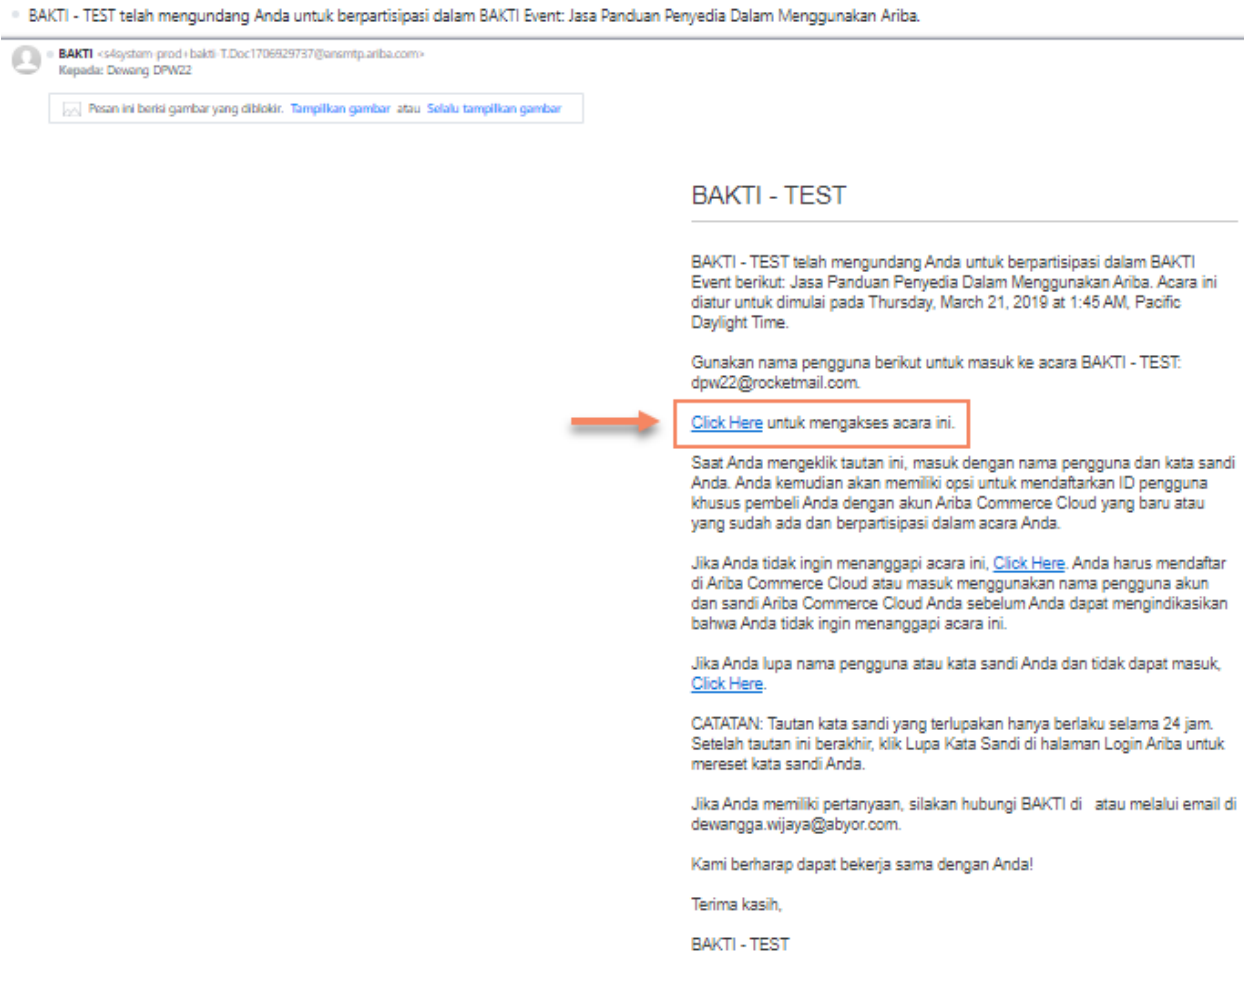 BAKTI - TEST telah mengundang Anda untuk berpartisipasi dalam BAKTI Event: Jasa Panduan Penyedia Dalam Menggunakan Ariba.
BAKTI <s4system-prod+bakti-T.Doc1706929737@ansmtp.ariba.com>
Kepada: Dewang DPW22
Pesan ini berisi gambar yang diblokir. Tampilkan gambar atau Selalu tampilkan gambar
BAKTI - TEST
BAKTI - TEST telah mengundang Anda untuk berpartisipasi dalam BAKTI
Event berikut: Jasa Panduan Penyedia Dalam Menggunakan Ariba. Acara ini
diatur untuk dimulai pada Thursday, March 21, 2019 at 1:45 AM, Pacific
Daylight Time.
Gunakan nama pengguna berikut untuk masuk ke acara BAKTI - TEST:
dpw22@rocketmail.com.
Click Here untuk mengakses acara ini.
Saat Anda mengeklik tautan ini, masuk dengan nama pengguna dan kata sandi
Anda. Anda kemudian akan memiliki opsi untuk mendaftarkan ID pengguna
khusus pembeli Anda dengan akun Ariba Commerce Cloud yang baru atau
yang sudah ada dan berpartisipasi dalam acara Anda.
Jika Anda tidak ingin menanggapi acara ini, Click Here. Anda harus mendaftar
di Ariba Commerce Cloud atau masuk menggunakan nama pengguna akun
dan sandi Ariba Commerce Cloud Anda sebelum Anda dapat mengindikasikan
bahwa Anda tidak ingin menanggapi acara ini.
Jika Anda lupa nama pengguna atau kata sandi Anda dan tidak dapat masuk,
Click Here.
CATATAN: Tautan kata sandi yang terlupakan hanya berlaku selama 24 jam.
Setelah tautan ini berakhir, klik Lupa Kata Sandi di halaman Login Ariba untuk
mereset kata sandi Anda.
Jika Anda memiliki pertanyaan, silakan hubungi BAKTI di atau melalui email di
dewangga.wijaya@abyor.com.
Kami berharap dapat bekerja sama dengan Anda!
Terima kasih,
BAKTI - TEST